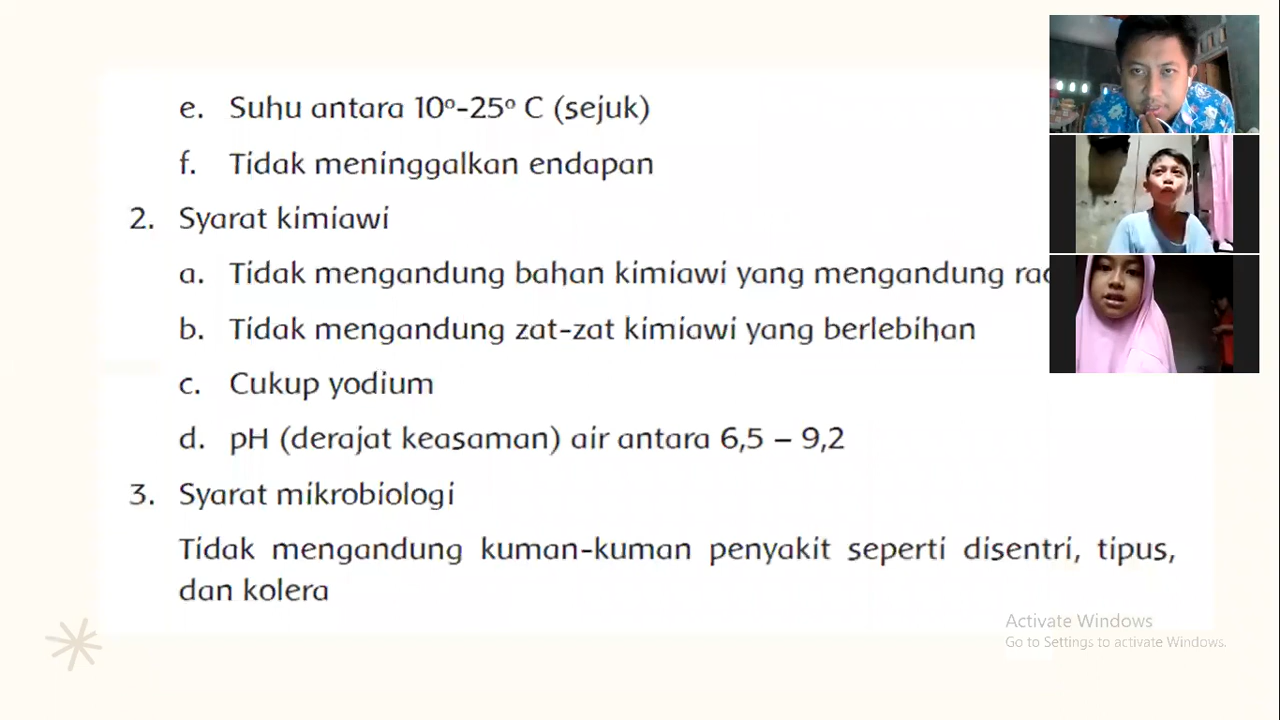 e. Suhu antara 10°-25° C (sejuk)
f. Tidak meninggalkan endapan
2. Syarat kimiawi
a. Tidak mengandung bahan kimiawi yang mengandung
b. Tidak mengandung zat-zat kimiawi yang berlebihan
c. Cukup yodium
d. pH (derajat keasaman) air antara 6,5 – 9,2
3. Syarat mikrobiologi
Tidak mengandung kuman-kuman penyakit seperti disentri, tipus,
dan kolera
Activate Windows
Go to Settings to activate Windows.